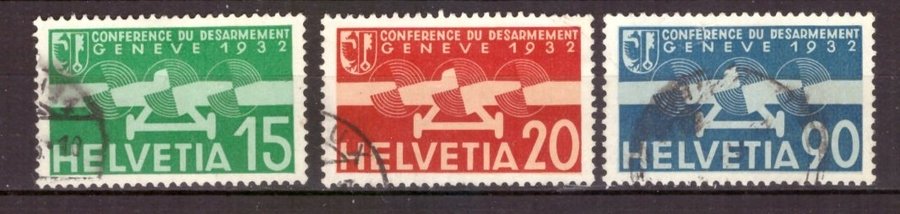 CONFERENCE DU DESARMEMENT
GENEVE 1932
HELVETIA 15
CONFERENCE DU DESARMEMENT
GENEVE 1932
HELVETIA 20
CONFERENCE DU DESARMEMENT
GENEVE 1932
HELVETIA 90